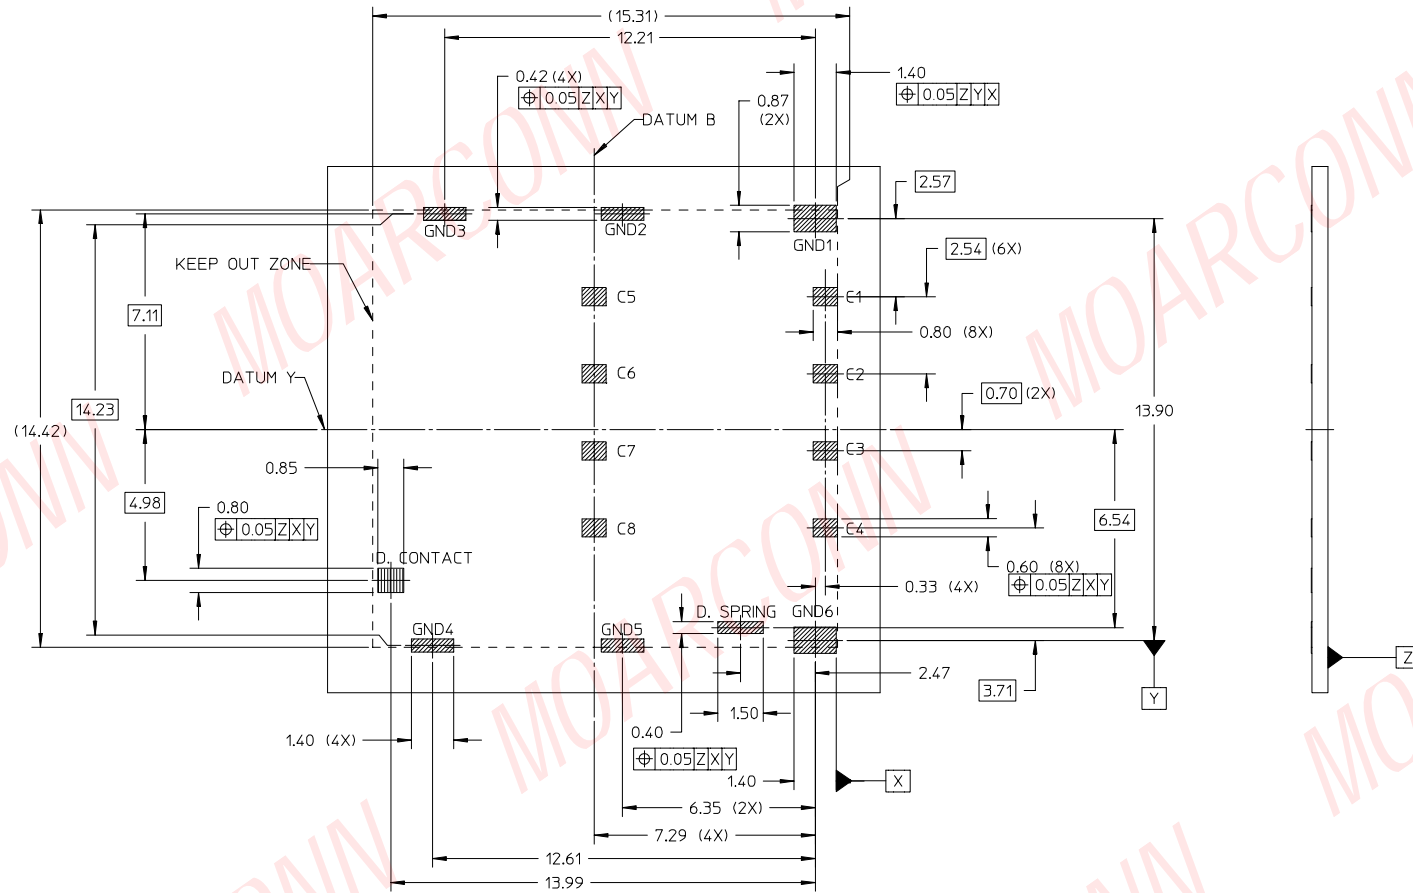 (15.31)
12.21
0.42 (4X)
⌖ 0.05 Z X Y
0.87
(2X)
1.40
⌖ 0.05 Z Y X
DATUM B
2.57
GND3
GND2
GND1
KEEP OUT ZONE
2.54 (6X)
C5
C1
7.11
0.80 (8X)
C6
C2
DATUM Y
0.70 (2X)
14.23
13.90
(14.42)
C7
C3
0.85
4.98
0.80
⌖ 0.05 Z X Y
C8
C4
6.54
D. CONTACT
0.60 (8X)
⌖ 0.05 Z X Y
0.33 (4X)
GND4
GND5
D. SPRING
GND6
Z
2.47
3.71
Y
1.50
1.40 (4X)
0.40
⌖ 0.05 Z X Y
1.40
X
6.35 (2X)
7.29 (4X)
12.61
13.99
MOARCONN
MOARCONN
MOARCONN